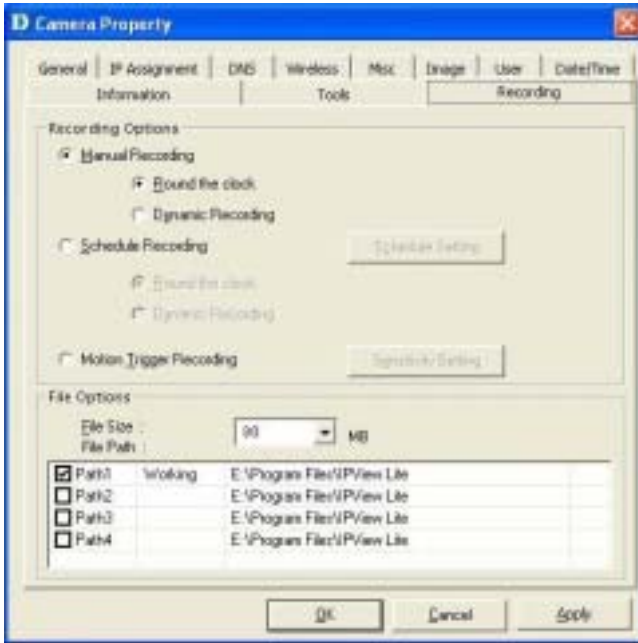 D Camera Property
General IP Assignment DNS Wireless Misc Image User Date/Time
Information Tools Recording
Recording Options
Manual Recording
Round the clock
Dynamic Recording
Schedule Recording Schedule Setting
Round the clock
Dynamic Recording
Motion Trigger Recording Sensitivity Setting
File Options
File Size :
MB
File Path :
Path1 Working E:\Program Files\IPView Lite
Path2 E:\Program Files\IPView Lite
Path3 E:\Program Files\IPView Lite
Path4 E:\Program Files\IPView Lite
OK Cancel Apply